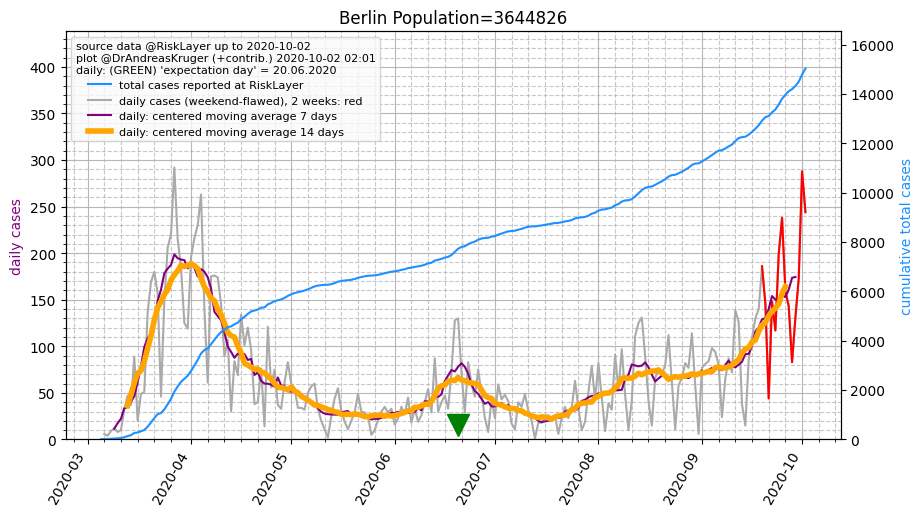 Berlin Population=3644826
source data @RiskLayer up to 2020-10-02
plot @DrAndreasKruger (+contrib.) 2020-10-02 02:01
daily: (GREEN) 'expectation day' = 20.06.2020
total cases reported at RiskLayer
daily cases (weekend-flawed), 2 weeks: red
daily: centered moving average 7 days
daily: centered moving average 14 days
daily cases
400
350
300
250
200
150
100
50
0
16000
14000
12000
10000
8000
6000
4000
2000
0
cumulative total cases
2020-03
2020-04
2020-05
2020-06
2020-07
2020-08
2020-09
2020-10